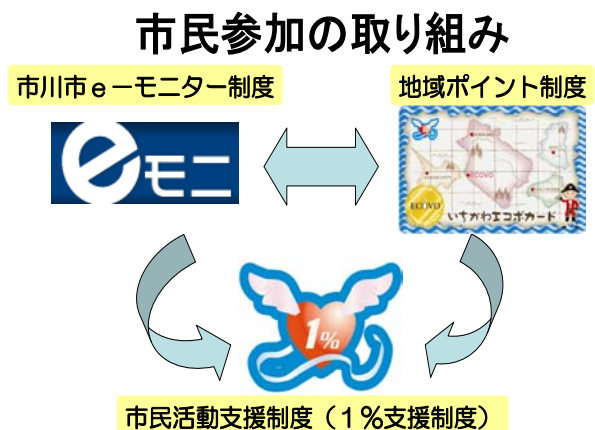 市民参加の取り組み
市川市ｅ－モニター制度
地域ポイント制度
eモニ
ECOVO
ECOVO
いちかわエコボカード
1%
市民活動支援制度（１％支援制度）